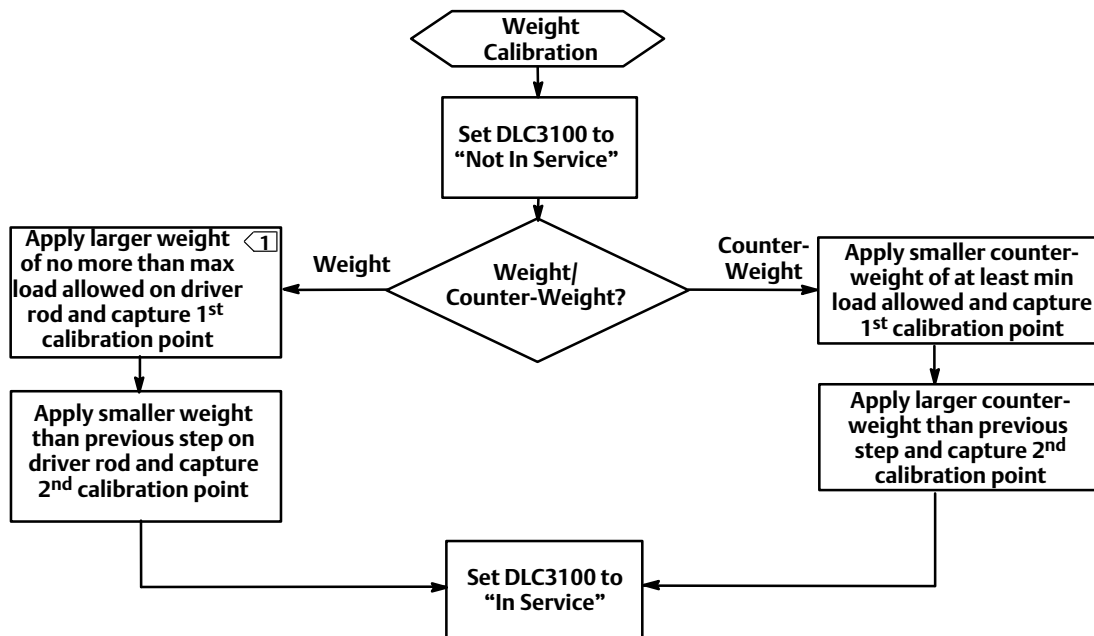 Weight
Calibration
Set DLC3100 to
“Not In Service”
Weight/
Counter-Weight?
Weight
Apply larger weight
of no more than max
load allowed on driver
rod and capture 1st
calibration point
1
Apply smaller weight
than previous step on
driver rod and capture
2nd calibration point
Counter-
Weight
Apply smaller counter-
weight of at least min
load allowed and capture
1st calibration point
Apply larger counter-
weight than previous
step and capture 2nd
calibration point
Set DLC3100 to
“In Service”